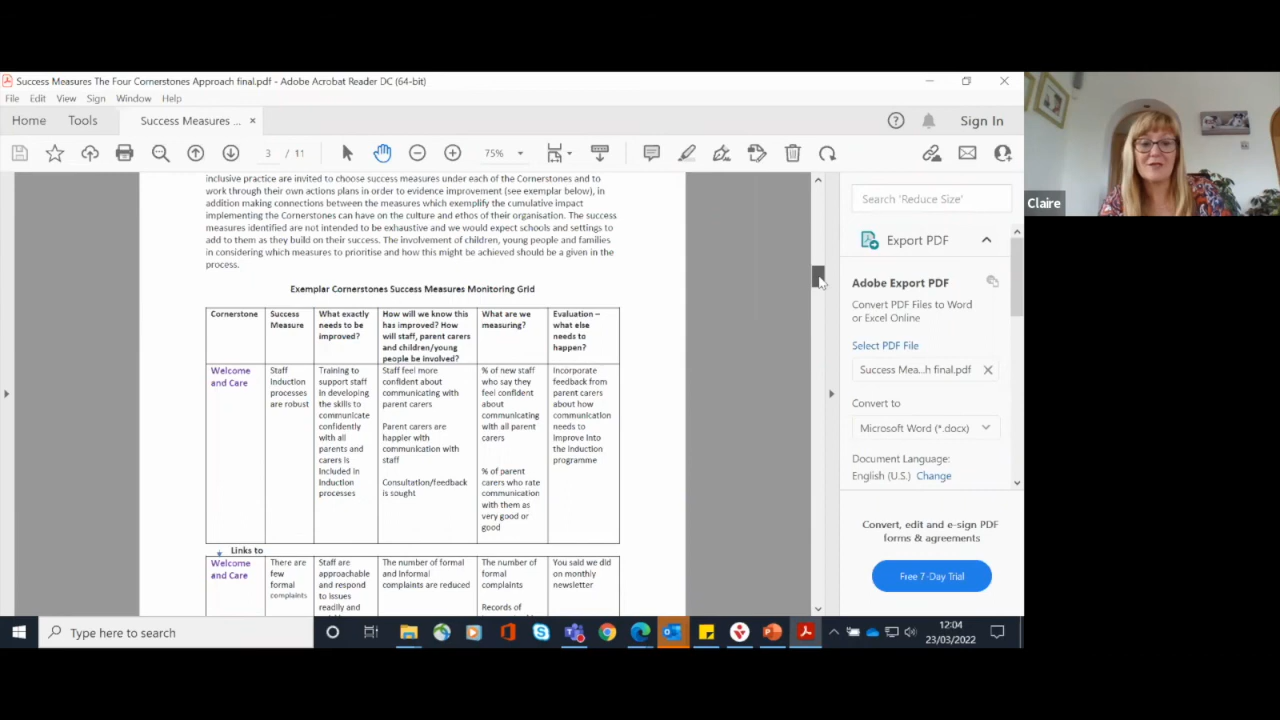 Success Measures The Four Cornerstones Approach final.pdf - Adobe Acrobat Reader DC (64-bit)
File Edit View Sign Window Help
Home Tools Success Measures ... × Sign In
3 / 11 75%
inclusive practice are invited to choose success measures under each of the Cornerstones and to
work through their own actions plans in order to evidence improvement (see exemplar below), in
addition making connections between the measures which exemplify the cumulative impact
implementing the Cornerstones can have on the culture and ethos of their organisation. The success
measures identified are not intended to be exhaustive and we would expect schools and settings to
add to them as they build on their success. The involvement of children, young people and families
in considering which measures to prioritise and how this might be achieved should be a given in the
process.
Exemplar Cornerstones Success Measures Monitoring Grid
Cornerstone
Success
Measure
What exactly
needs to be
improved?
How will we know this
has improved? How
will staff, parent carers
and children/young
people be involved?
What are we
measuring?
Evaluation –
what else
needs to
happen?
Welcome
and Care
Staff
Induction
processes
are robust
Training to
support staff
in developing
the skills to
communicate
confidently
with all
parents and
carers is
Included in
Induction
processes
Staff feel more
confident about
communicating with
parent carers
Parent carers are
happier with
communication with
staff
Consultation/feedback
is sought
% of new staff
who say they
feel confident
about
communicating
with all parent
carers
% of parent
carers who rate
communication
with them as
very good or
good
Incorporate
feedback from
parent carers
about how
communication
needs to
improve into
the induction
programme
Links to
Welcome
and Care
There are
few
formal
complaints
Staff are
approachable
and respond
to issues
readily and
The number of formal
and Informal
complaints are reduced
The number of
formal
complaints
Records of
You said we did
on monthly
newsletter
Search 'Reduce Size'
Export PDF
Adobe Export PDF
Convert PDF Files to Word
or Excel Online
Select PDF File
Success Mea...h final.pdf
Convert to
Microsoft Word (*.docx)
Document Language:
English (U.S.) Change
Convert, edit and e-sign PDF
forms & agreements
Free 7-Day Trial
Claire
Type here to search
12:04
23/03/2022